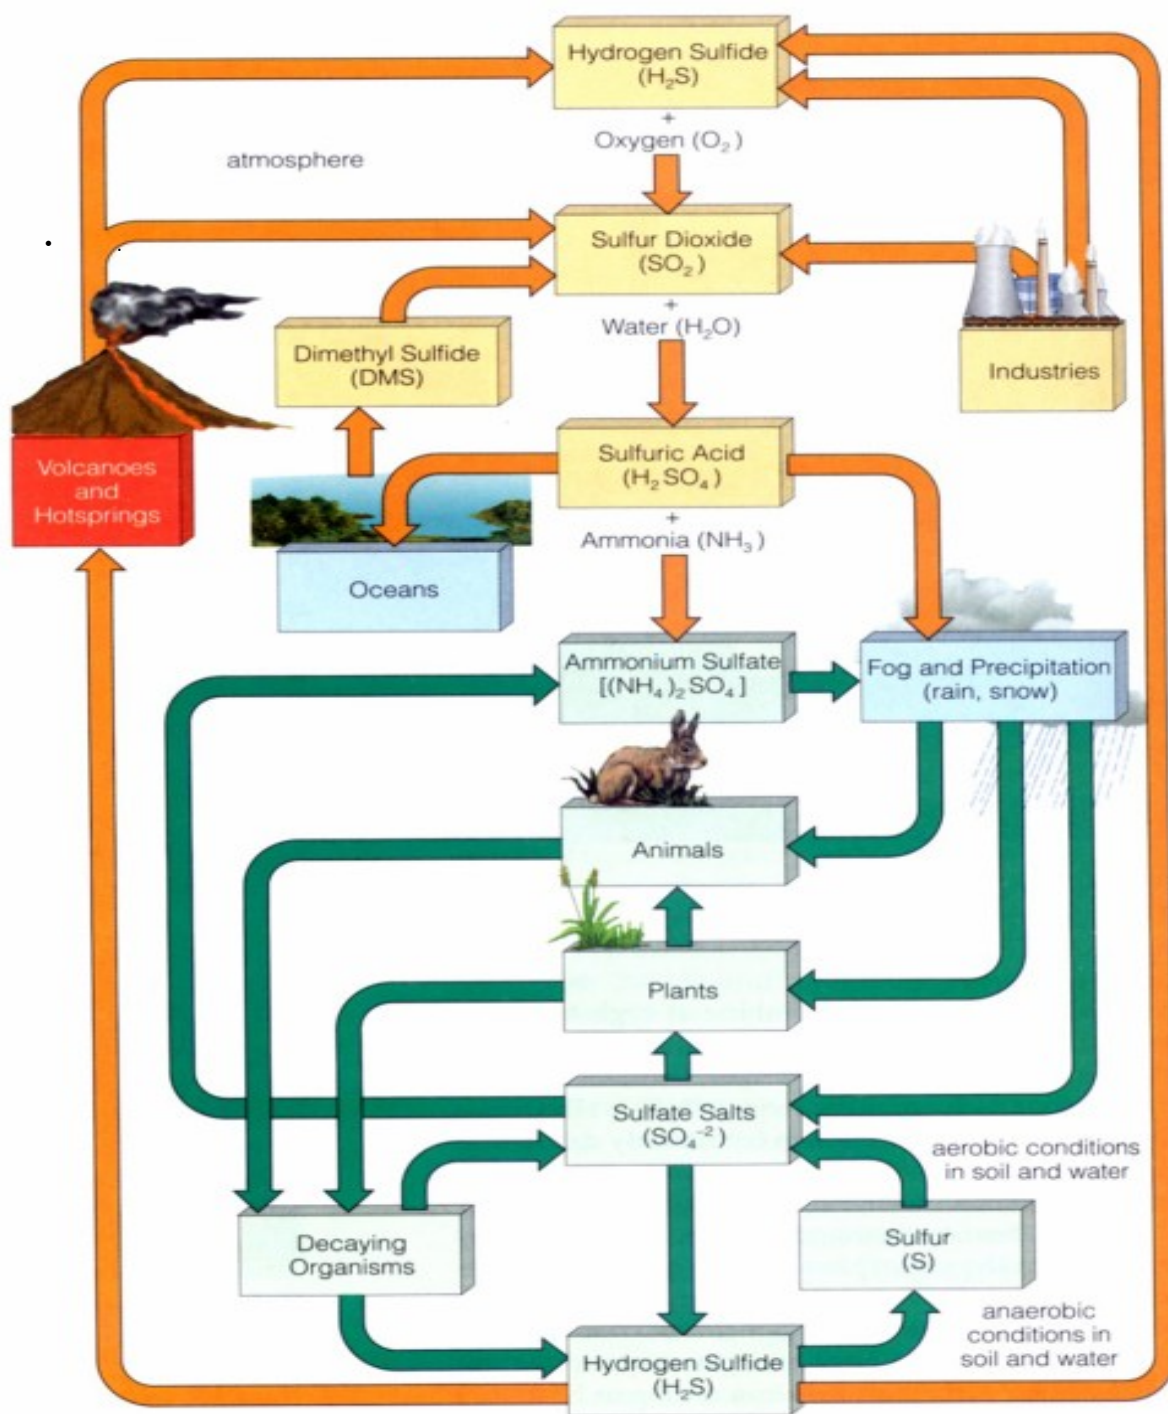 Hydrogen Sulfide
(H₂S)
+
Oxygen (O₂)
atmosphere
Sulfur Dioxide
(SO₂)
+
Water (H₂O)
Dimethyl Sulfide
(DMS)
Industries
Sulfuric Acid
(H₂SO₄)
+
Ammonia (NH₃)
Volcanoes
and
Hotsprings
Oceans
Ammonium Sulfate
[(NH₄)₂SO₄]
Fog and Precipitation
(rain, snow)
Animals
Plants
Sulfate Salts
(SO₄⁻²)
aerobic conditions
in soil and water
Decaying
Organisms
Sulfur
(S)
anaerobic
conditions in
soil and water
Hydrogen Sulfide
(H₂S)